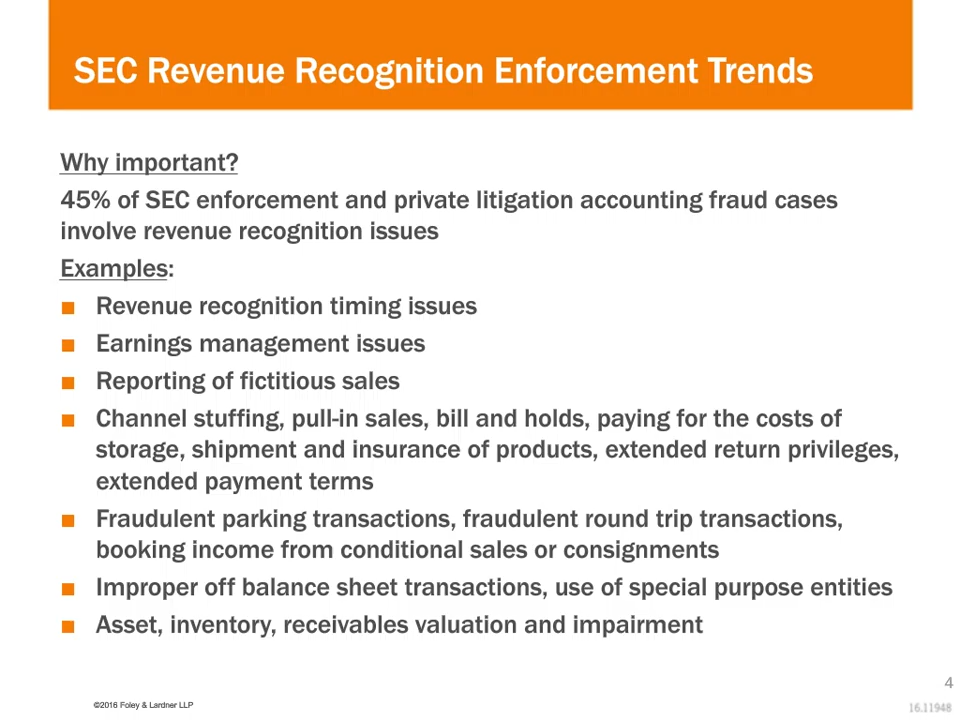 SEC Revenue Recognition Enforcement Trends
Why important?
45% of SEC enforcement and private litigation accounting fraud cases
involve revenue recognition issues
Examples:
■ Revenue recognition timing issues
■ Earnings management issues
■ Reporting of fictitious sales
■ Channel stuffing, pull-in sales, bill and holds, paying for the costs of
storage, shipment and insurance of products, extended return privileges,
extended payment terms
■ Fraudulent parking transactions, fraudulent round trip transactions,
booking income from conditional sales or consignments
■ Improper off balance sheet transactions, use of special purpose entities
■ Asset, inventory, receivables valuation and impairment
4
©2016 Foley & Lardner LLP
16.11948